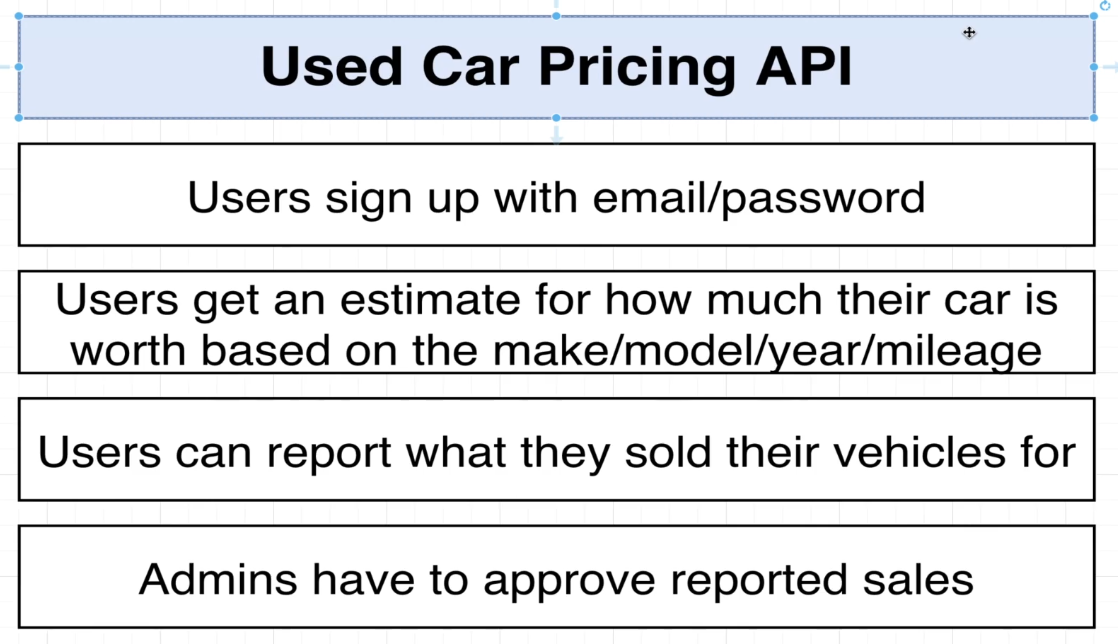 Used Car Pricing API
Users sign up with email/password
Users get an estimate for how much their car is
worth based on the make/model/year/mileage
Users can report what they sold their vehicles for
Admins have to approve reported sales